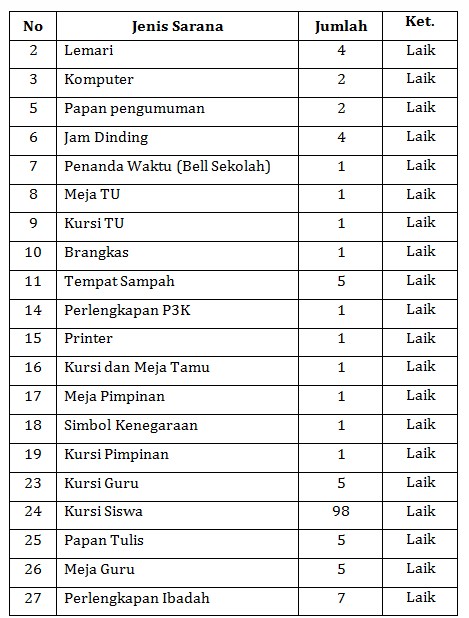 No Jenis Sarana Jumlah Ket.
2 Lemari 4 Laik
3 Komputer 2 Laik
5 Papan pengumuman 2 Laik
6 Jam Dinding 4 Laik
7 Penanda Waktu (Bell Sekolah) 1 Laik
8 Meja TU 1 Laik
9 Kursi TU 1 Laik
10 Brangkas 1 Laik
11 Tempat Sampah 5 Laik
14 Perlengkapan P3K 1 Laik
15 Printer 1 Laik
16 Kursi dan Meja Tamu 1 Laik
17 Meja Pimpinan 1 Laik
18 Simbol Kenegaraan 1 Laik
19 Kursi Pimpinan 1 Laik
23 Kursi Guru 5 Laik
24 Kursi Siswa 98 Laik
25 Papan Tulis 5 Laik
26 Meja Guru 5 Laik
27 Perlengkapan Ibadah 7 Laik